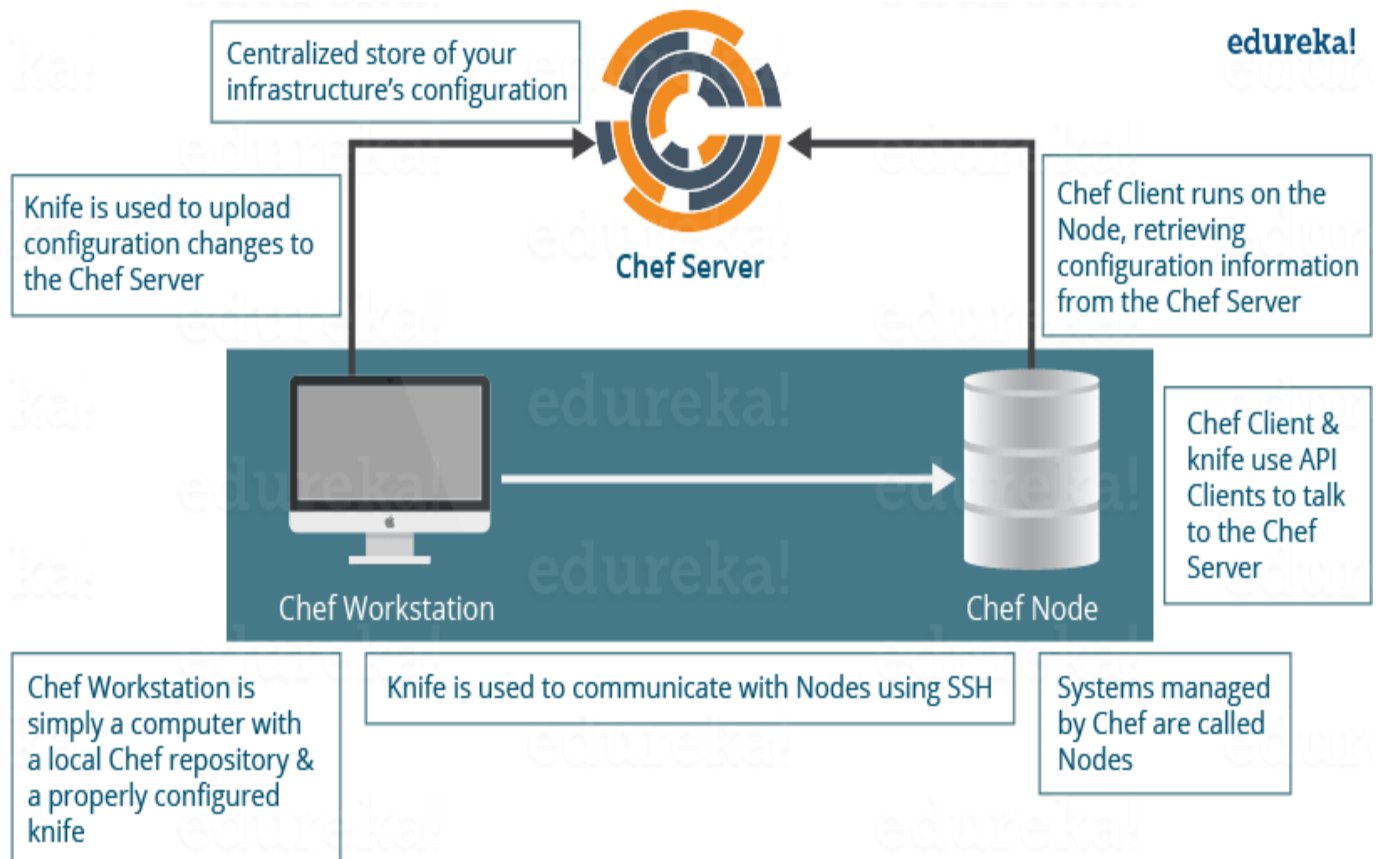 edureka!
Centralized store of your
infrastructure's configuration
Knife is used to upload
configuration changes to
the Chef Server
Chef Server
Chef Client runs on the
Node, retrieving
configuration information
from the Chef Server
Chef Client &
knife use API
Clients to talk
to the Chef
Server
Chef Workstation
Chef Node
Chef Workstation is
simply a computer with
a local Chef repository &
a properly configured
knife
Knife is used to communicate with Nodes using SSH
Systems managed
by Chef are called
Nodes